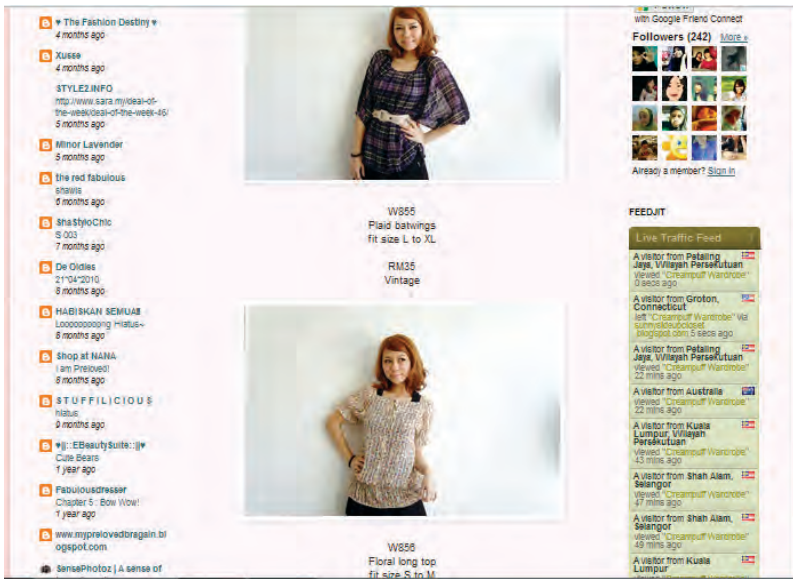 ♥ The Fashion Destiny ♥
4 months ago
Xusse
4 months ago
STYLEZ.INFO
http://www.sara.my/deal-of-
the-week/deal-of-the-week-46/
5 months ago
Minor Lavender
5 months ago
the red fabulous
shawls
6 months ago
ShaStyloChic
S 003
7 months ago
De Oldies
21*04*2010
8 months ago
HABISKAN SEMUA$
Looooooooong Hiatus~
8 months ago
Shop at NANA
I am Preloved!
8 months ago
S T U F F I L I C I O U S
hiatus
9 months ago
♥||::EBeautySuite::||♥
Cute Bears
1 year ago
Fabulousdresser
Chapter 5 : Bow Wow!
1 year ago
www.myprelovedbragain.bl
ogspot.com
SensePhotoz | A sense of
W855
Plaid batwings
fit size L to XL
RM35
Vintage
W856
Floral long top
fit size S to M
with Google Friend Connect
Followers (242) More »
Already a member? Sign in
FEEDJIT
Live Traffic Feed
A visitor from Petaling
Jaya, Wilayah Persekutuan
viewed "Creampuff Wardrobe"
0 secs ago
A visitor from Groton,
Connecticut
left "Creampuff Wardrobe" via
blogspot.com 5 secs ago
A visitor from Petaling
Jaya, Wilayah Persekutuan
viewed "Creampuff Wardrobe"
22 mins ago
A visitor from Australia
viewed "Creampuff Wardrobe"
22 mins ago
A visitor from Kuala
Lumpur, Wilayah
Persekutuan
viewed "Creampuff Wardrobe"
43 mins ago
A visitor from Shah Alam,
Selangor
viewed "Creampuff Wardrobe"
47 mins ago
A visitor from Shah Alam,
Selangor
viewed "Creampuff Wardrobe"
49 mins ago
A visitor from Kuala
Lumpur